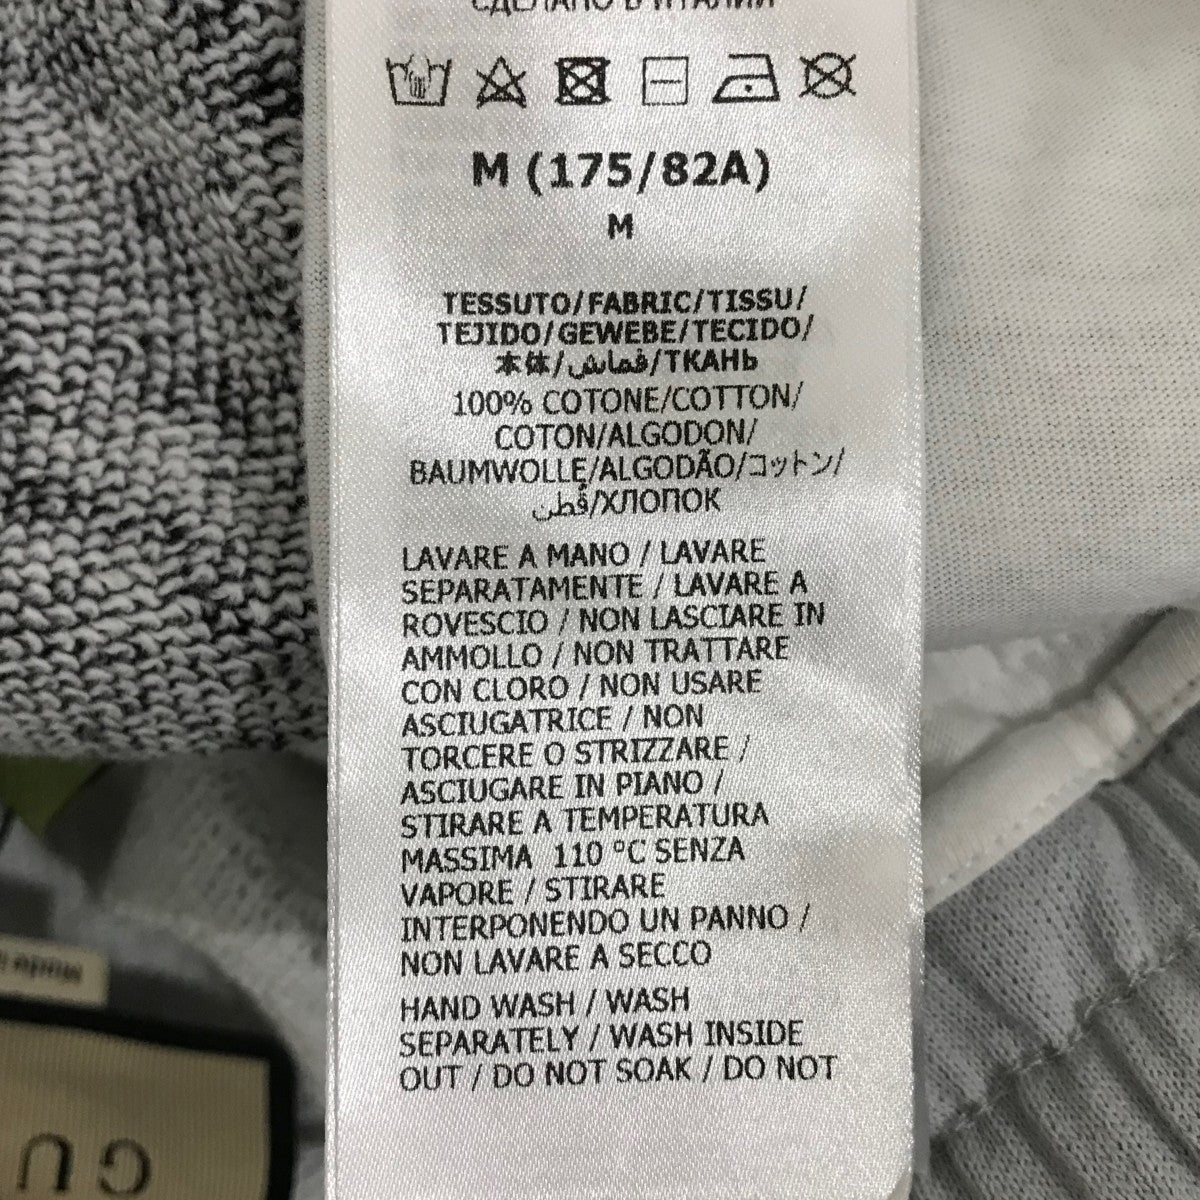 СДЕЛАНО В ИТАЛИИ
M (175/82A)
M
TESSUTO/FABRIC/TISSU/
TEJIDO/GEWEBE/TECIDO/
本体/قماش/ТКАНЬ
100% COTONE/COTTON/
COTON/ALGODON/
BAUMWOLLE/ALGODÃO/コットン/
قطن/ХЛОПОК
LAVARE A MANO / LAVARE
SEPARATAMENTE / LAVARE A
ROVESCIO / NON LASCIARE IN
AMMOLLO / NON TRATTARE
CON CLORO / NON USARE
ASCIUGATRICE / NON
TORCERE O STRIZZARE /
ASCIUGARE IN PIANO /
STIRARE A TEMPERATURA
MASSIMA 110 °C SENZA
VAPORE / STIRARE
INTERPONENDO UN PANNO /
NON LAVARE A SECCO
HAND WASH / WASH
SEPARATELY / WASH INSIDE
OUT / DO NOT SOAK / DO NOT
Made
GU